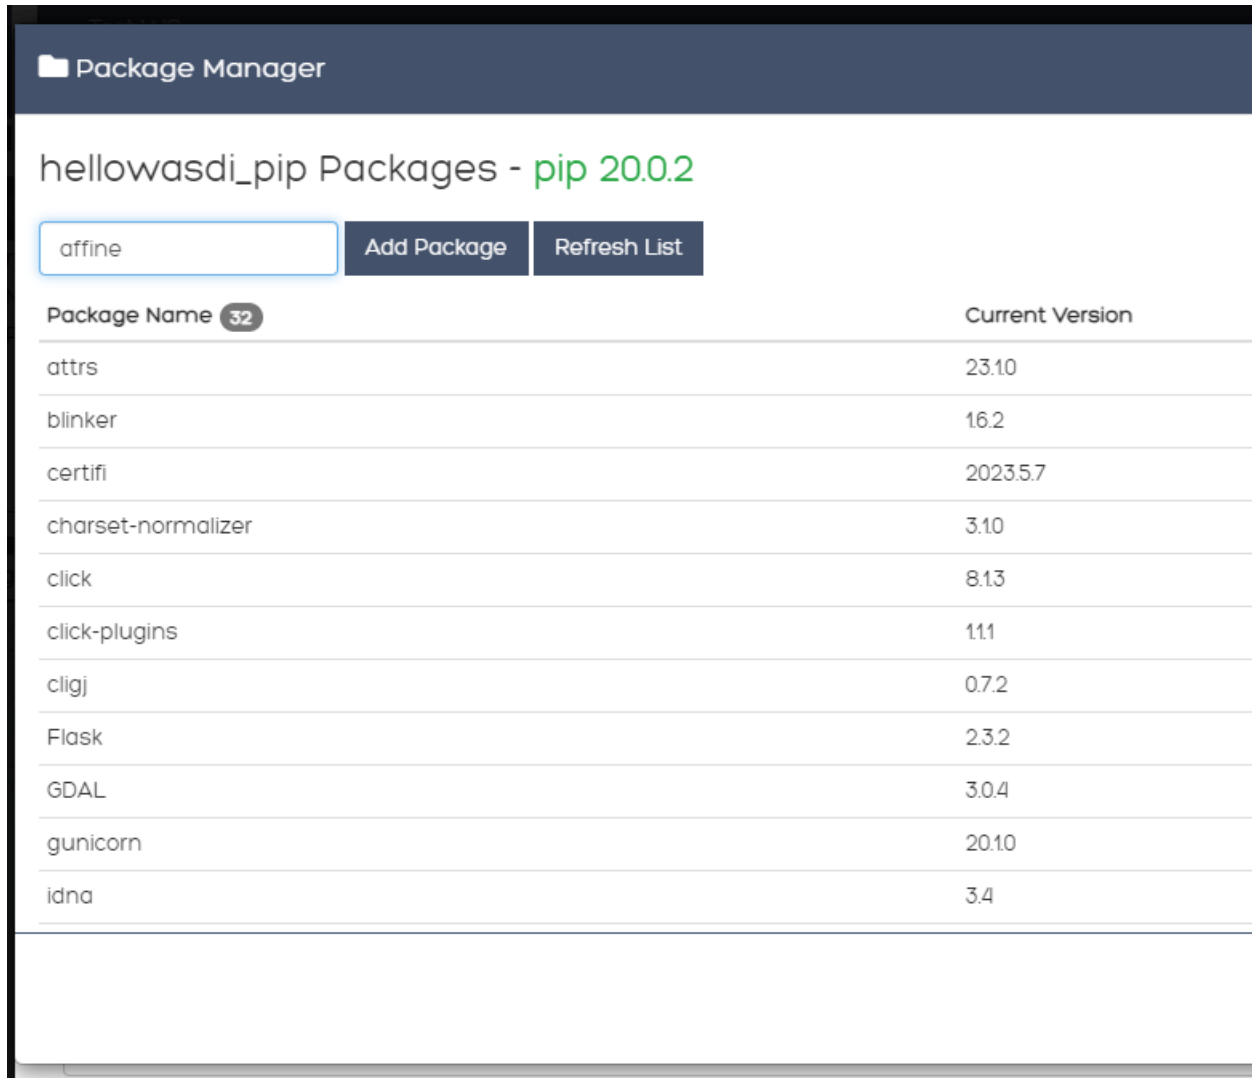 Package Manager
hellowasdi_pip Packages - pip 20.0.2
affine Add Package Refresh List
Package Name 32 Current Version
attrs 23.1.0
blinker 1.6.2
certifi 2023.5.7
charset-normalizer 3.1.0
click 8.1.3
click-plugins 1.1.1
cligj 0.7.2
Flask 2.3.2
GDAL 3.0.4
gunicorn 20.1.0
idna 3.4